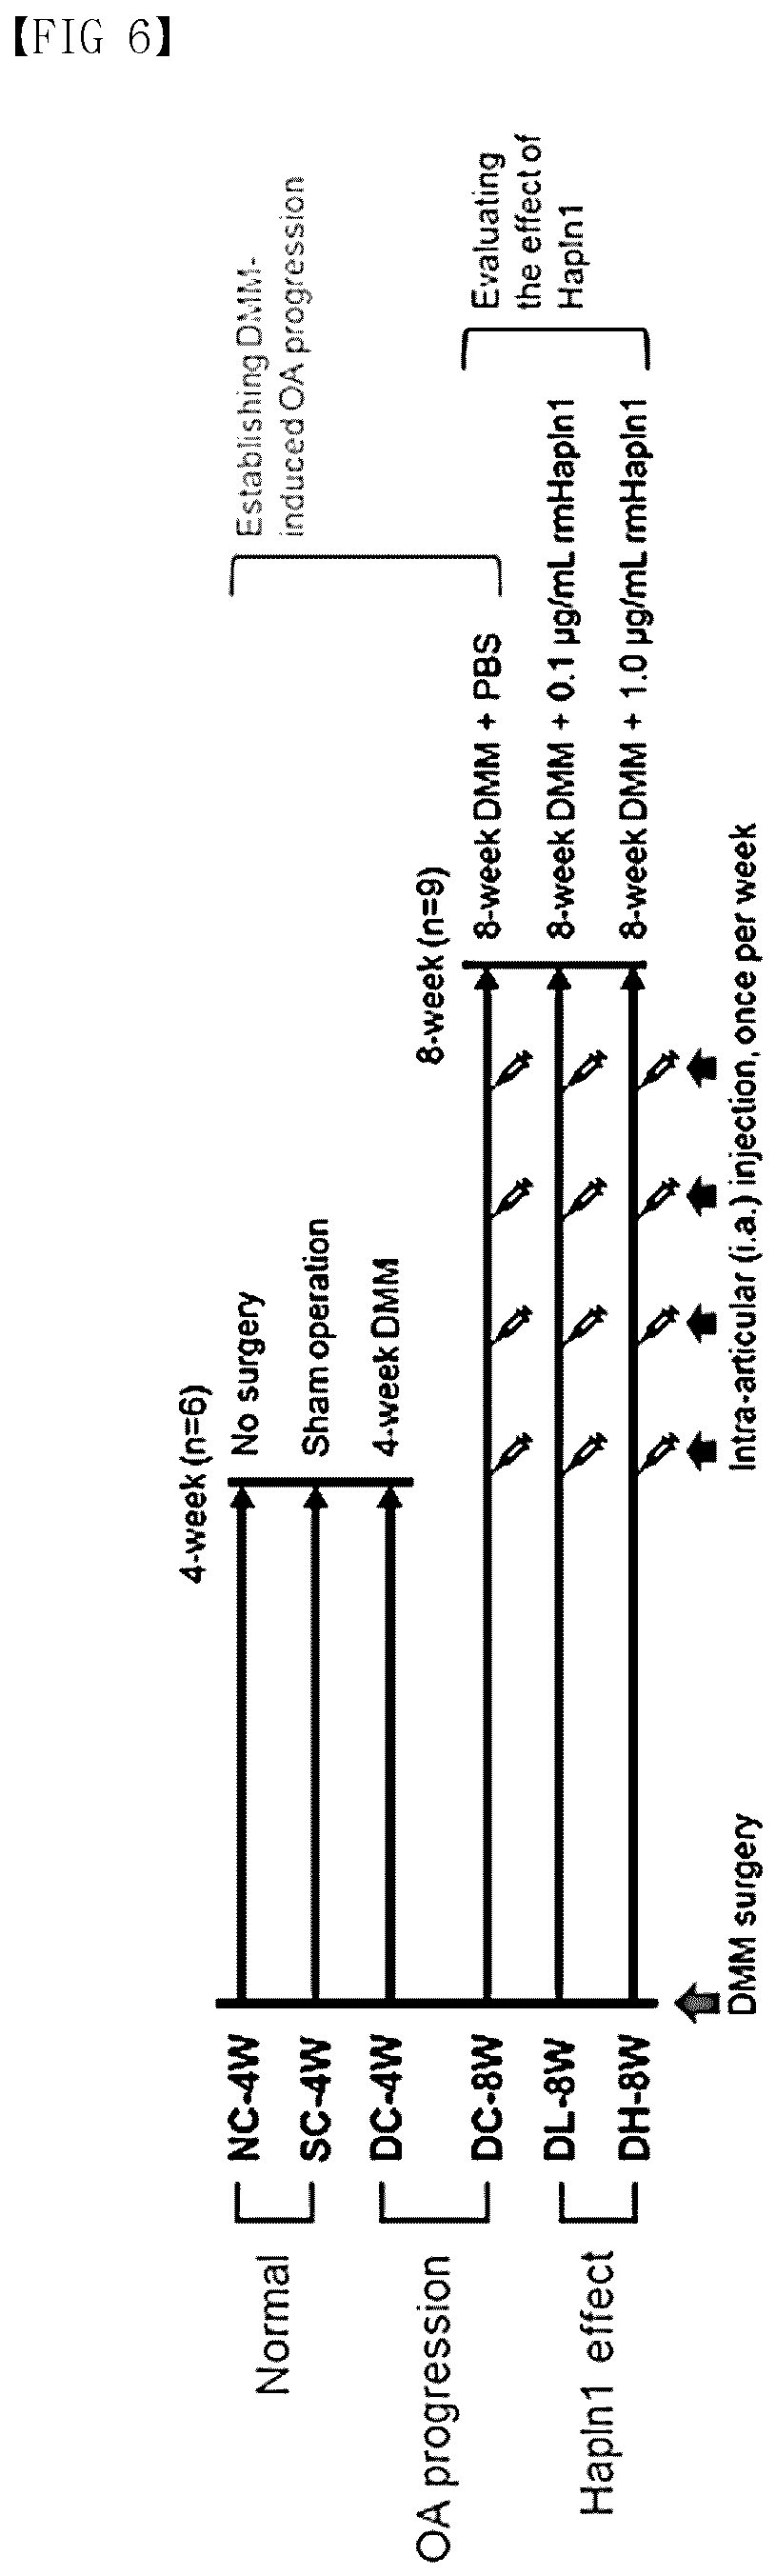 【FIG 6】
Normal
OA progression
Hapln1 effect
NC-4W
SC-4W
DC-4W
DC-8W
DL-8W
DH-8W
DMM surgery
4-week (n=6)
No surgery
Sham operation
4-week DMM
8-week (n=9)
8-week DMM + PBS
8-week DMM + 0.1 µg/mL rmHapln1
8-week DMM + 1.0 µg/mL rmHapln1
Intra-articular (i.a.) injection, once per week
Establishing DMM-
induced OA progression
Evaluating
the effect of
Hapln1